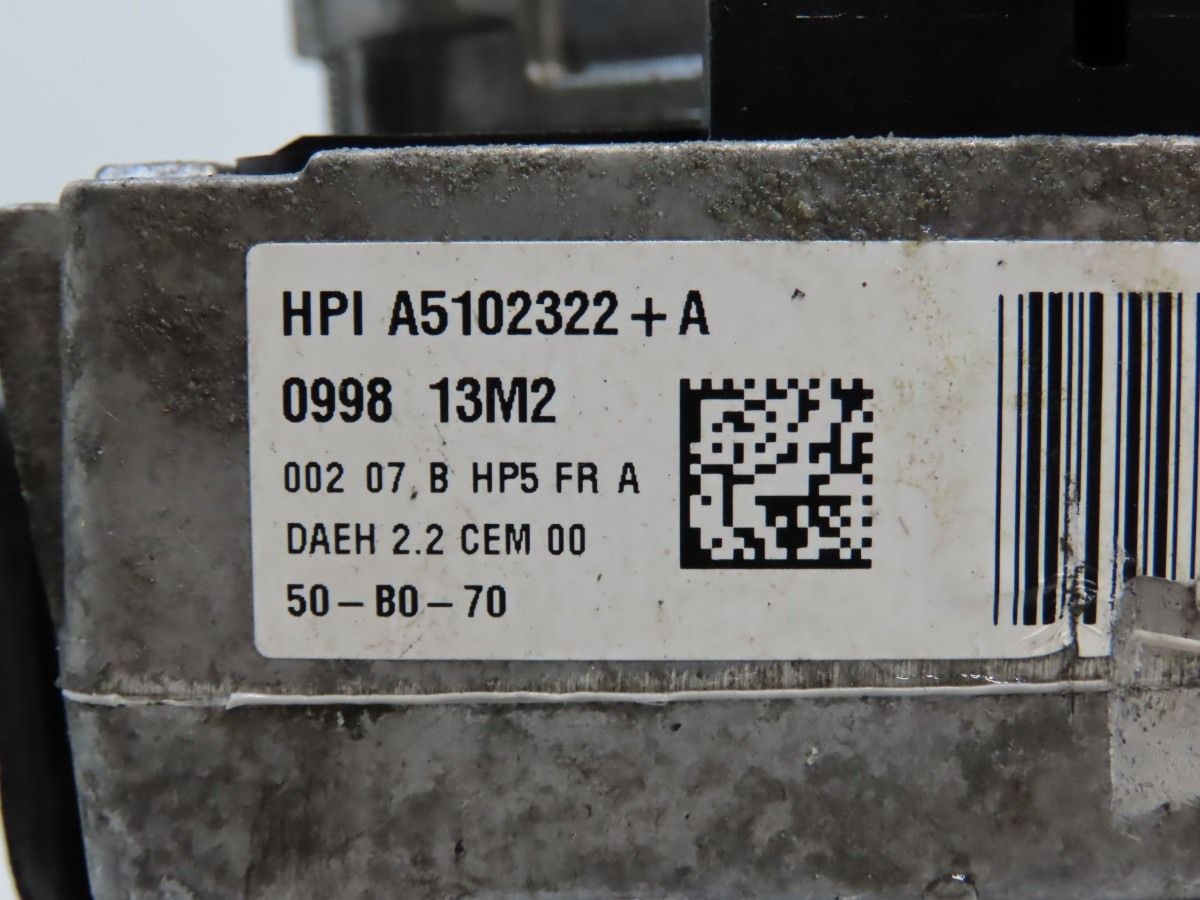 HPI A5102322+A
0998 13M2
002 07 B HP5 FR A
DAEH 2.2 CEM 00
50-B0-70